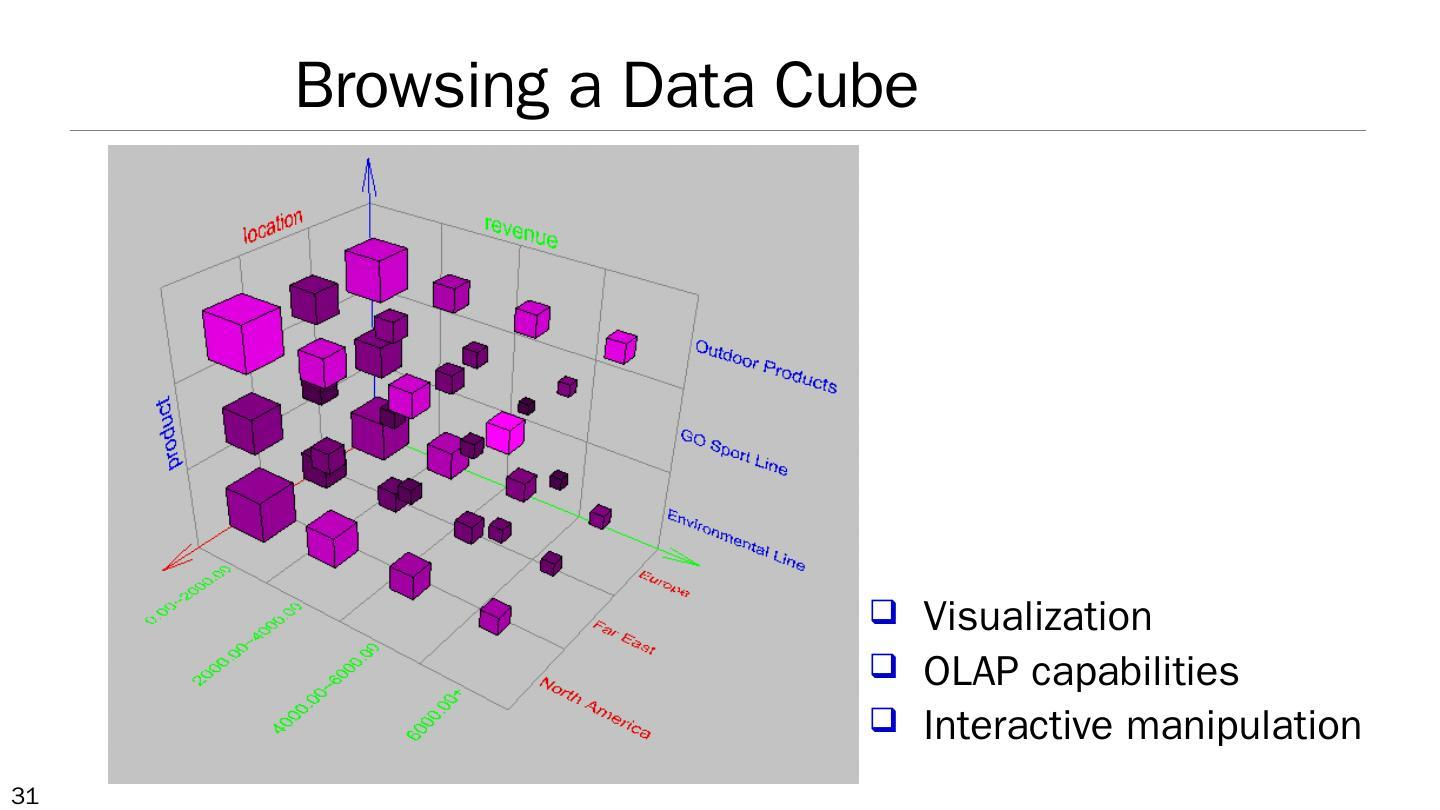 Browsing a Data Cube
location
revenue
product
Outdoor Products
GO Sport Line
Environmental Line
Europe
Far East
North America
0.00~2000.00
2000.00~4000.00
4000.00~6000.00
6000.00+
Visualization
OLAP capabilities
Interactive manipulation
31